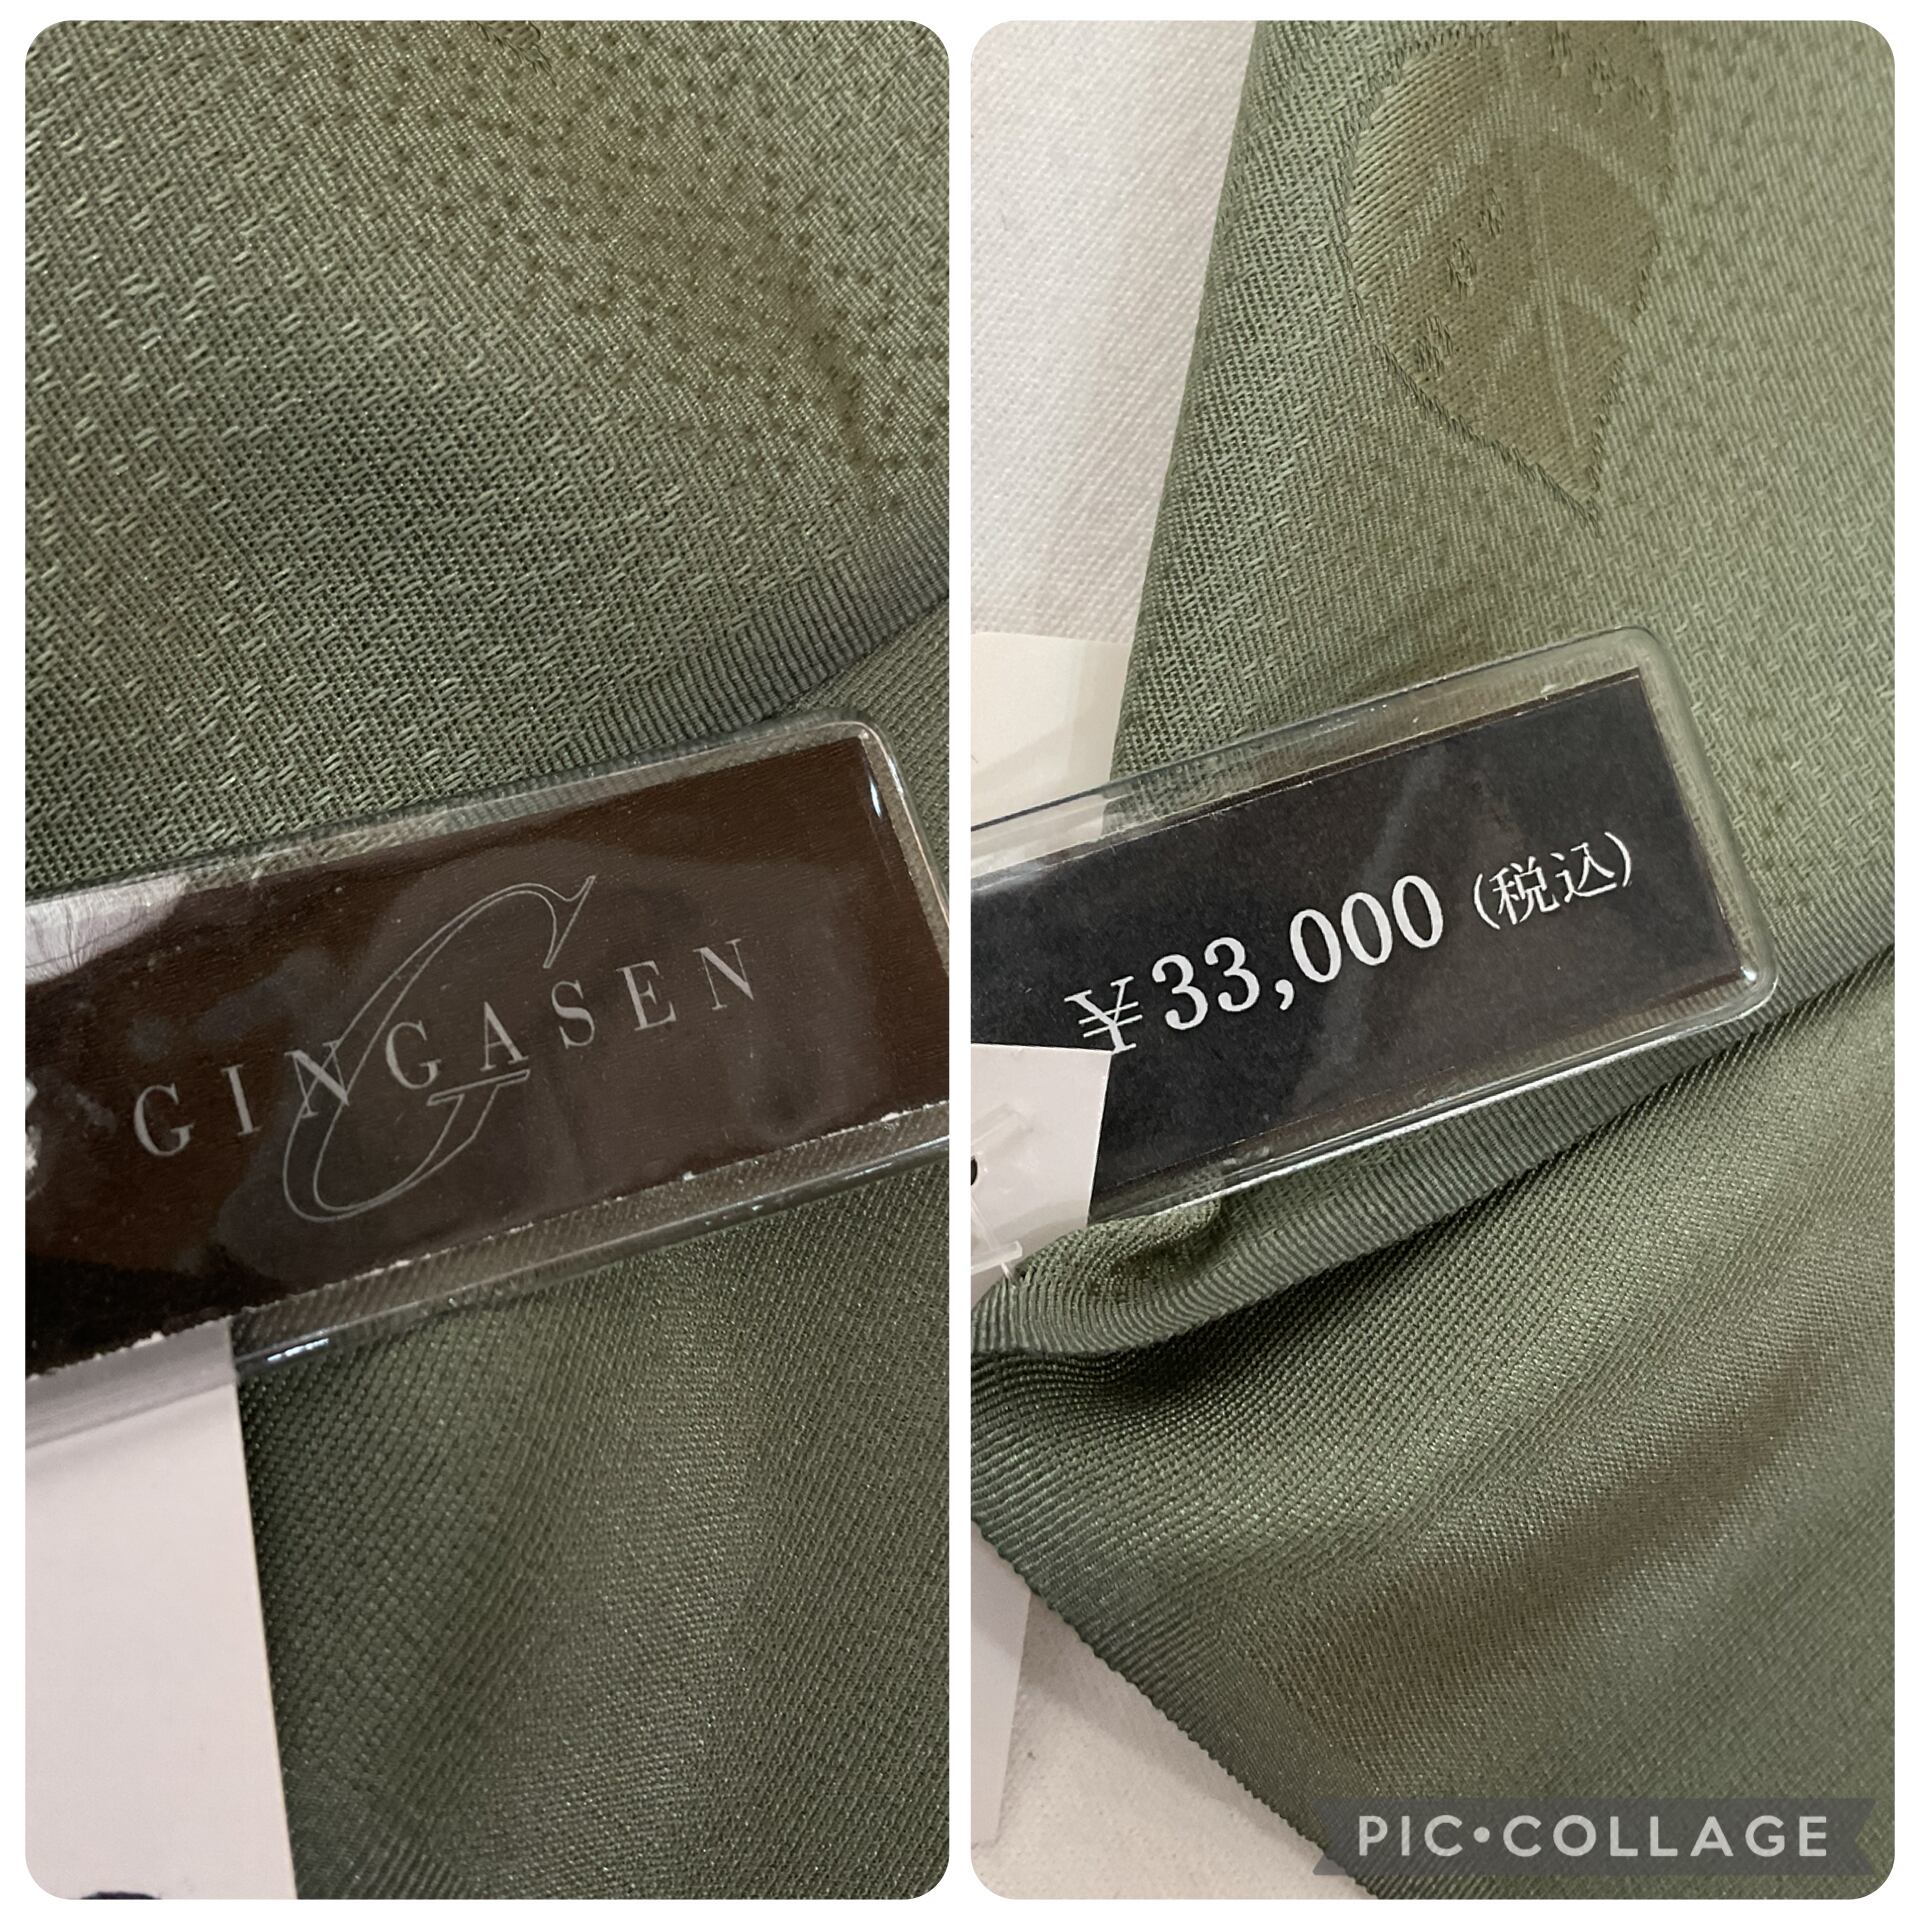 G
GINGASEN
¥33,000(税込)
PIC•COLLAGE